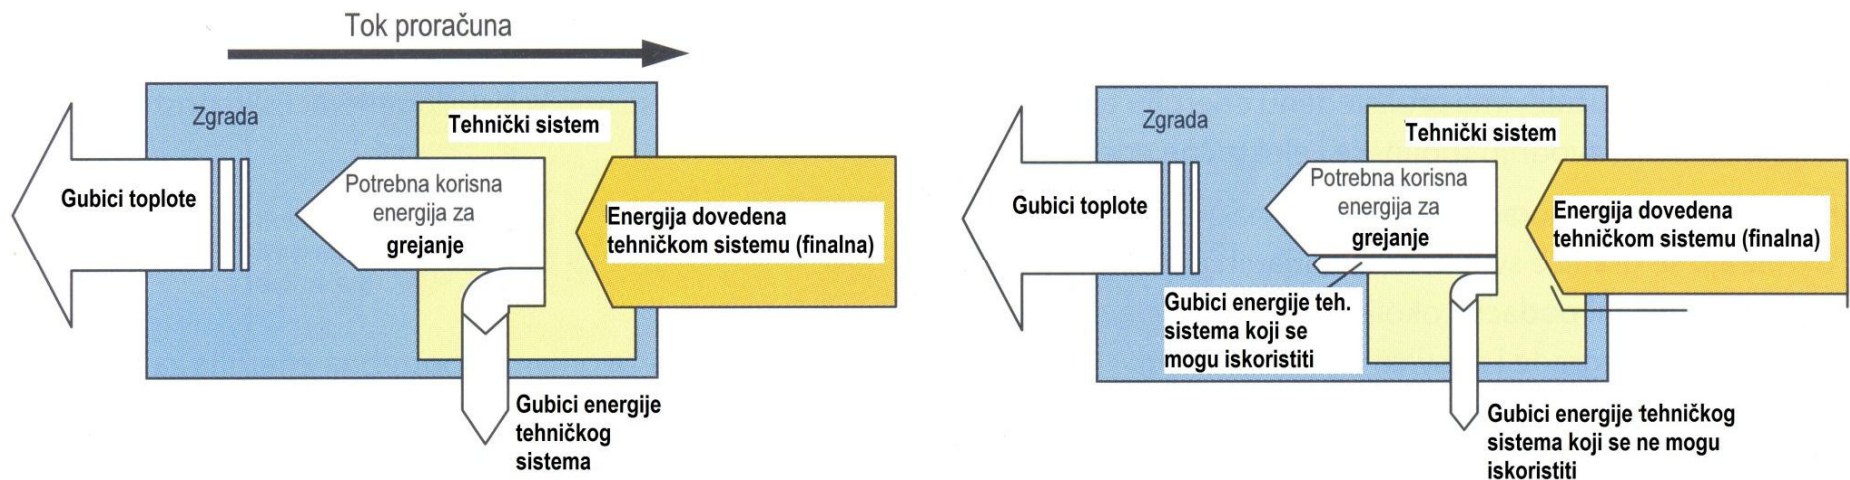 Tok proračuna
Zgrada
Tehnički sistem
Gubici toplote
Potrebna korisna
energija za
grejanje
Energija dovedena
tehničkom sistemu (finalna)
Gubici energije
tehničkog
sistema
Zgrada
Tehnički sistem
Gubici toplote
Potrebna korisna
energija za
grejanje
Energija dovedena
tehničkom sistemu (finalna)
Gubici energije teh.
sistema koji se
mogu iskoristiti
Gubici energije tehničkog
sistema koji se ne mogu
iskoristiti